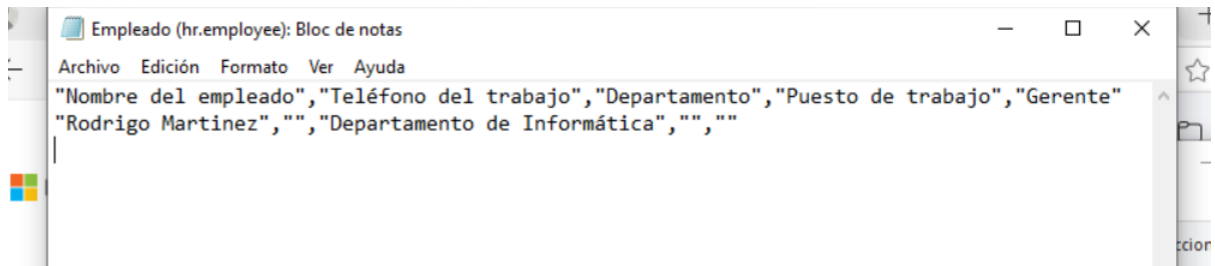 Empleado (hr.employee): Bloc de notas
Archivo Edición Formato Ver Ayuda
"Nombre del empleado","Teléfono del trabajo","Departamento","Puesto de trabajo","Gerente"
"Rodrigo Martinez","","Departamento de Informática","",""
ccion